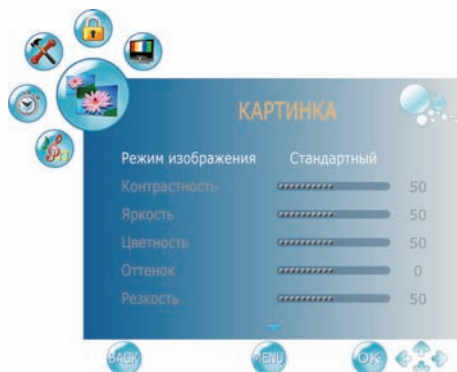 КАРТИНКА
Режим изображения Стандартный
Контрастность 50
Яркость 50
Цветность 50
Оттенок 0
Резкость 50
BACK MENU OK